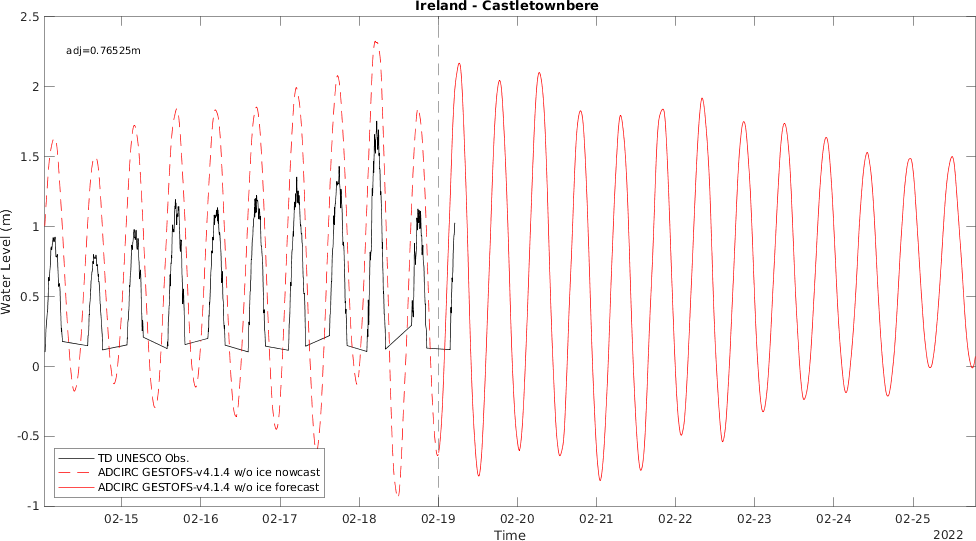 Ireland - Castletownbere
adj=0.76525m
2.5
2
1.5
1
0.5
0
-0.5
-1
Water Level (m)
TD UNESCO Obs.
ADCIRC GESTOFS-v4.1.4 w/o ice nowcast
ADCIRC GESTOFS-v4.1.4 w/o ice forecast
02-15
02-16
02-17
02-18
02-19
02-20
02-21
02-22
02-23
02-24
02-25
Time
2022